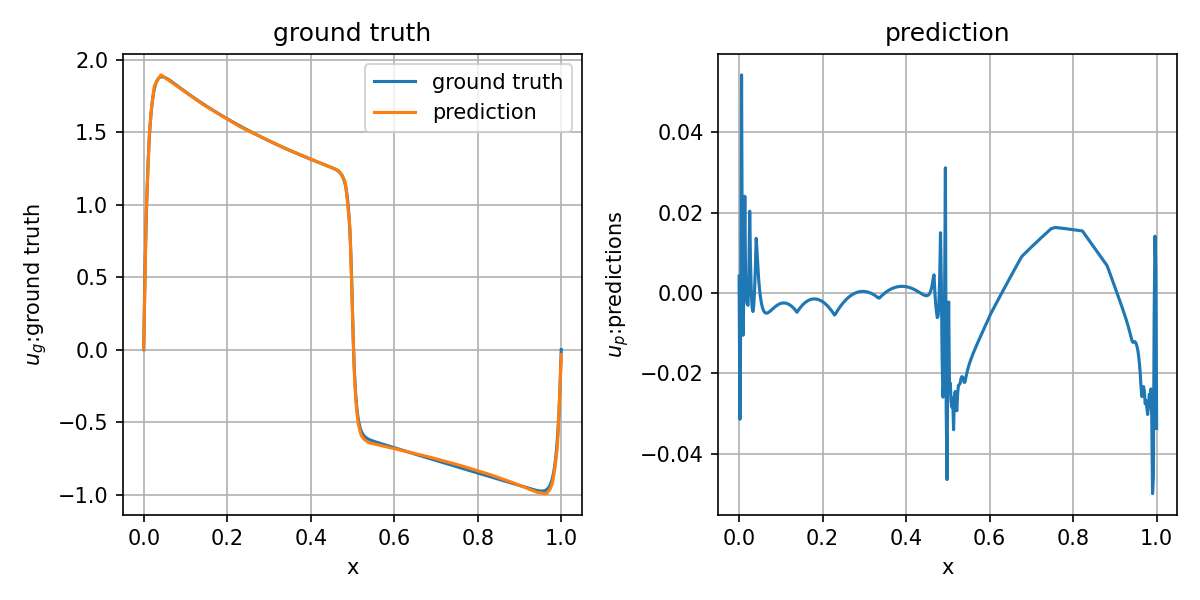 ground truth
u_g:ground truth
2.0
1.5
1.0
0.5
0.0
−0.5
−1.0
ground truth
prediction
0.0 0.2 0.4 0.6 0.8 1.0
x
prediction
u_p:predictions
0.04
0.02
0.00
−0.02
−0.04
0.0 0.2 0.4 0.6 0.8 1.0
x